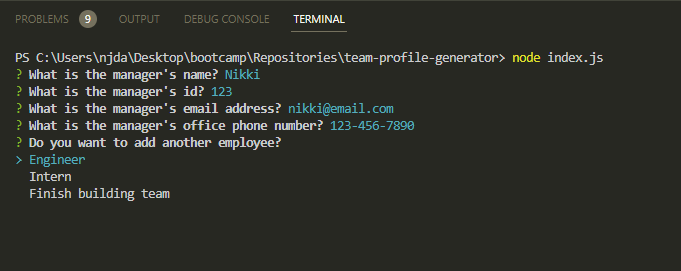 PROBLEMS 9 OUTPUT DEBUG CONSOLE TERMINAL
PS C:\Users\njda\Desktop\bootcamp\Repositories\team-profile-generator> node index.js
? What is the manager's name? Nikki
? What is the manager's id? 123
? What is the manager's email address? nikki@email.com
? What is the manager's office phone number? 123-456-7890
? Do you want to add another employee?
> Engineer
Intern
Finish building team